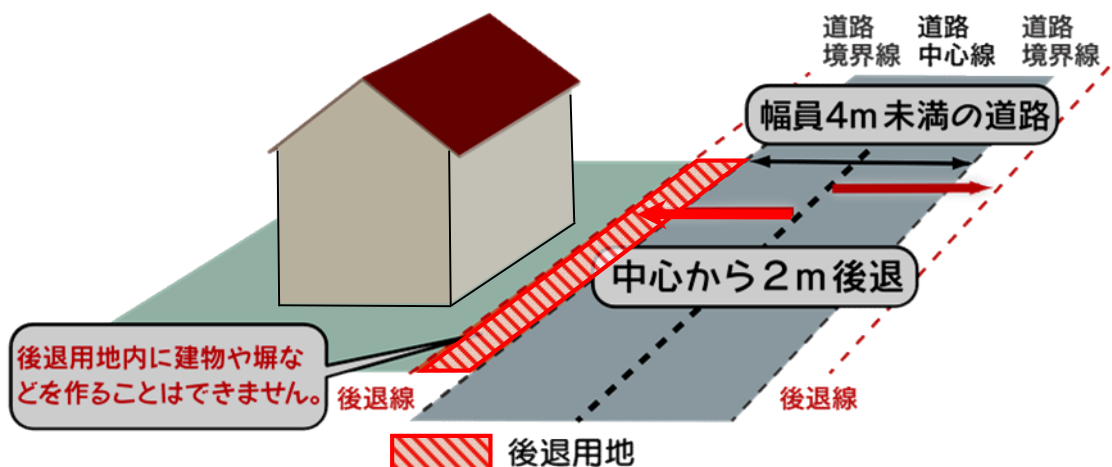 道路
境界線
道路
中心線
道路
境界線
幅員4m未満の道路
中心から2m後退
後退用地内に建物や塀な
どを作ることはできません。
後退線
後退線
後退用地